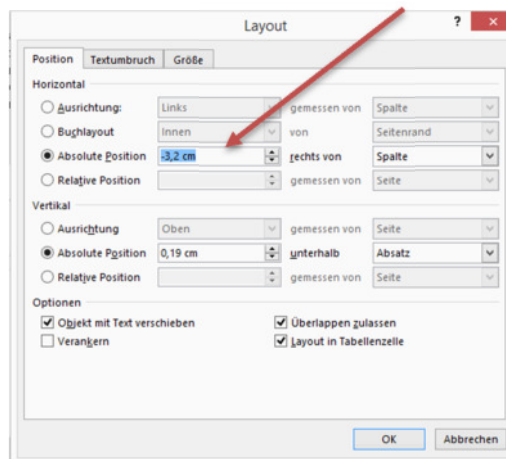 Layout ? ×
Position Textumbruch Größe
Horizontal
Ausrichtung: Links gemessen von Spalte
Buchlayout Innen von Seitenrand
Absolute Position -3,2 cm rechts von Spalte
Relative Position gemessen von Seite
Vertikal
Ausrichtung Oben gemessen von Seite
Absolute Position 0,19 cm unterhalb Absatz
Relative Position gemessen von Seite
Optionen
Objekt mit Text verschieben Überlappen zulassen
Verankern Layout in Tabellenzelle
OK Abbrechen